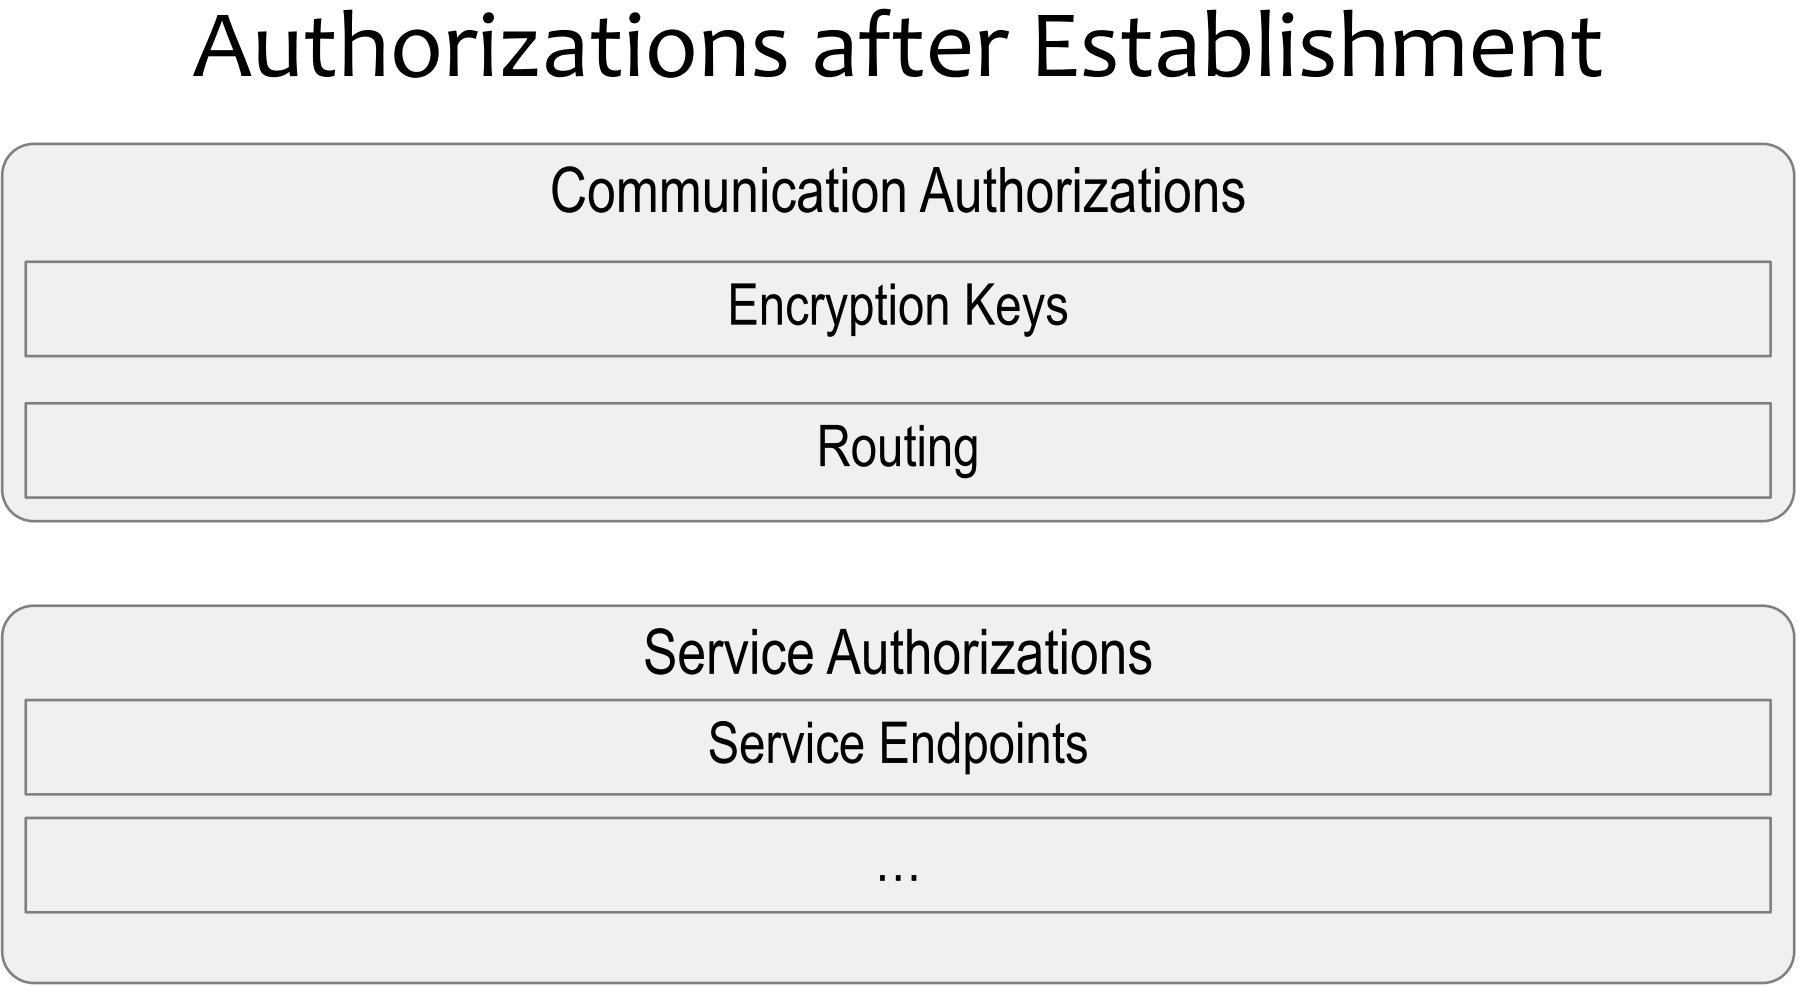 Authorizations after Establishment
Communication Authorizations
Encryption Keys
Routing
Service Authorizations
Service Endpoints
…